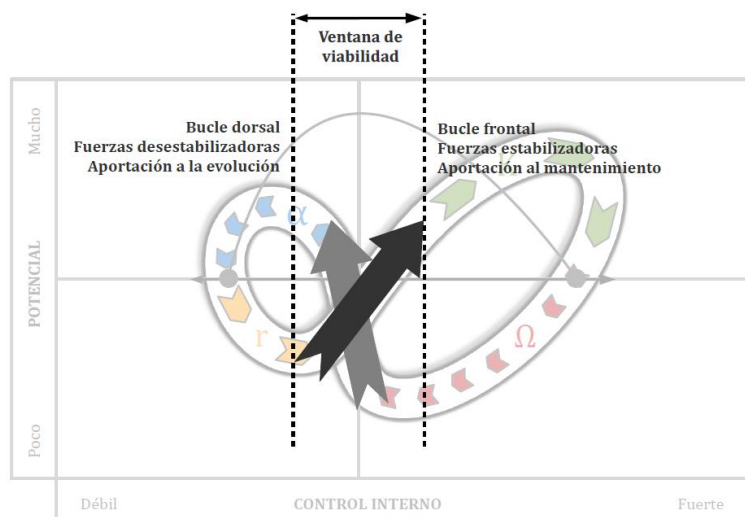 Ventana de
viabilidad
Bucle dorsal
Fuerzas desestabilizadoras
Aportación a la evolución
Bucle frontal
Fuerzas estabilizadoras
Aportación al mantenimiento
Mucho
POTENCIAL
Poco
α
r
Ω
Débil
CONTROL INTERNO
Fuerte